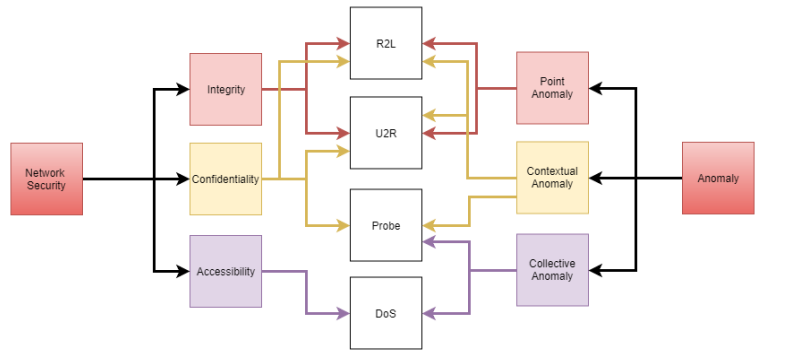 R2L
Integrity
Point
Anomaly
U2R
Network
Security
Confidentiality
Contextual
Anomaly
Anomaly
Probe
Accessibility
Collective
Anomaly
DoS